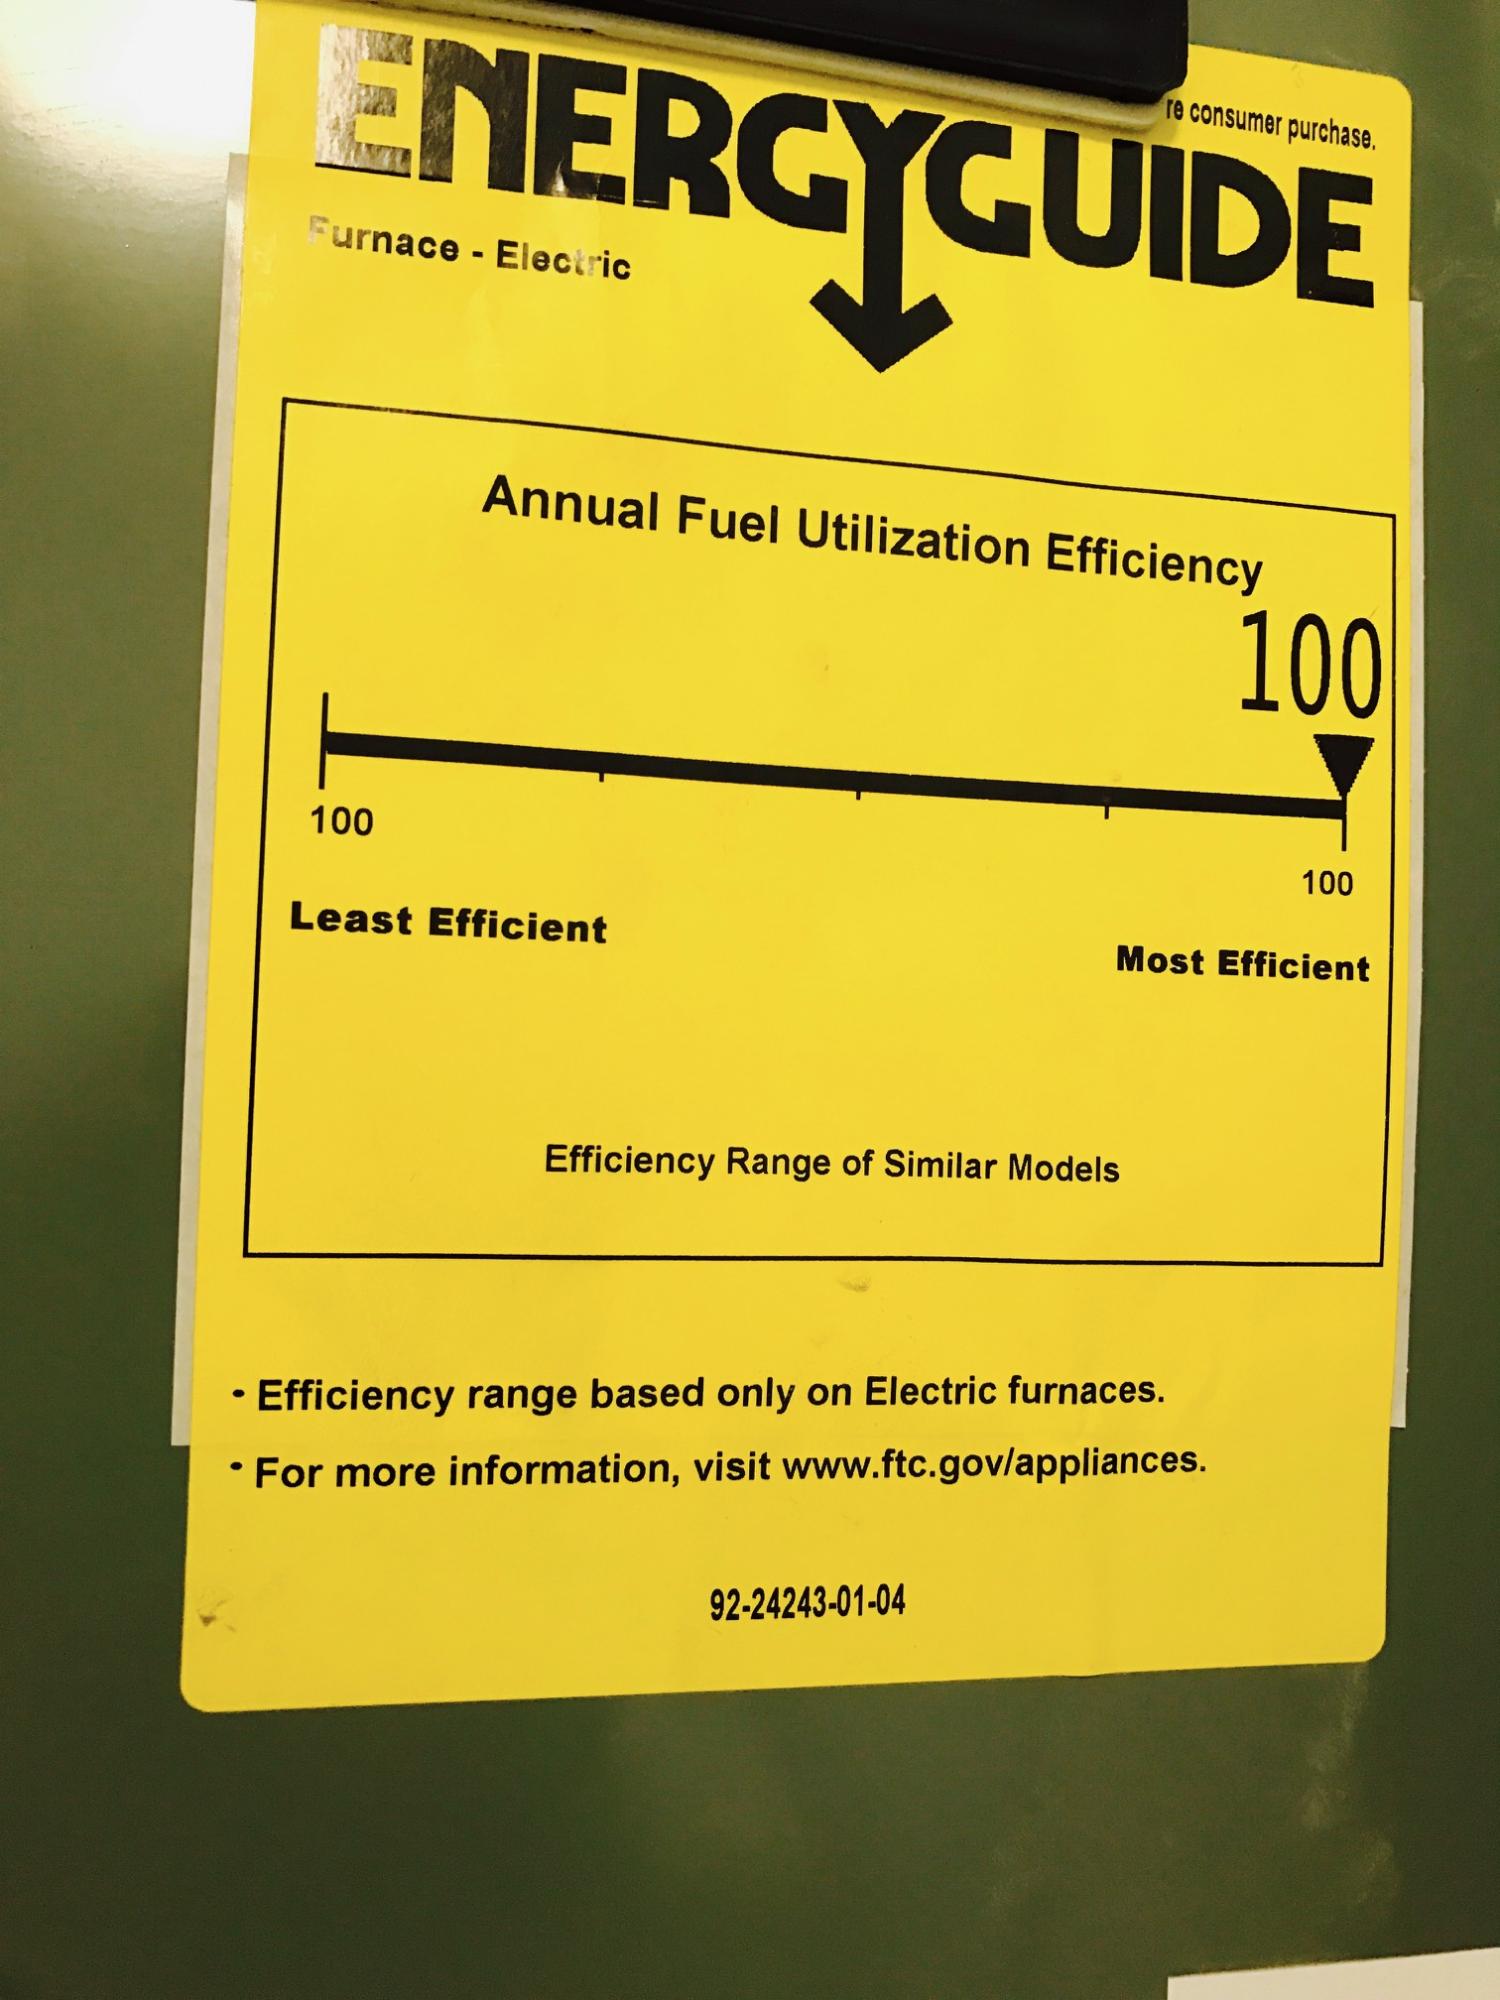 re consumer purchase.
ENERGYGUIDE
Furnace - Electric
Annual Fuel Utilization Efficiency
100
100
100
Least Efficient
Most Efficient
Efficiency Range of Similar Models
· Efficiency range based only on Electric furnaces.
· For more information, visit www.ftc.gov/appliances.
92-24243-01-04